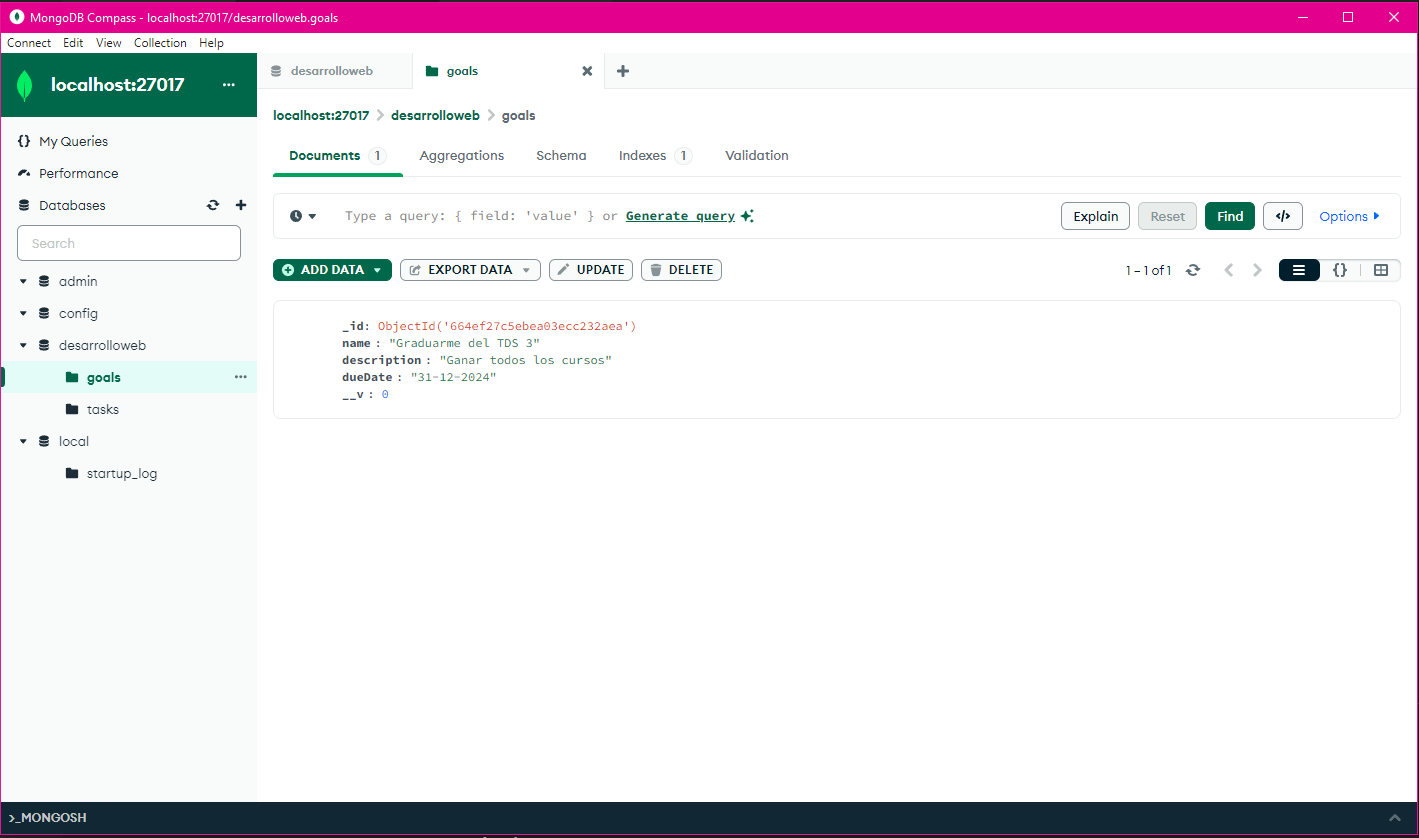 MongoDB Compass - localhost:27017/desarrolloweb.goals
Connect Edit View Collection Help
localhost:27017 ...
desarrolloweb
goals
localhost:27017 > desarrolloweb > goals
My Queries
Performance
Databases
Search
admin
config
desarrolloweb
goals ...
tasks
local
startup_log
Documents 1 Aggregations Schema Indexes 1 Validation
Type a query: { field: 'value' } or Generate query
Explain Reset Find </> Options
ADD DATA EXPORT DATA UPDATE DELETE
1 – 1 of 1
{}
_id: ObjectId('664ef27c5ebea03ecc232aea')
name : "Graduarme del TDS 3"
description : "Ganar todos los cursos"
dueDate : "31-12-2024"
__v : 0
>_MONGOSH